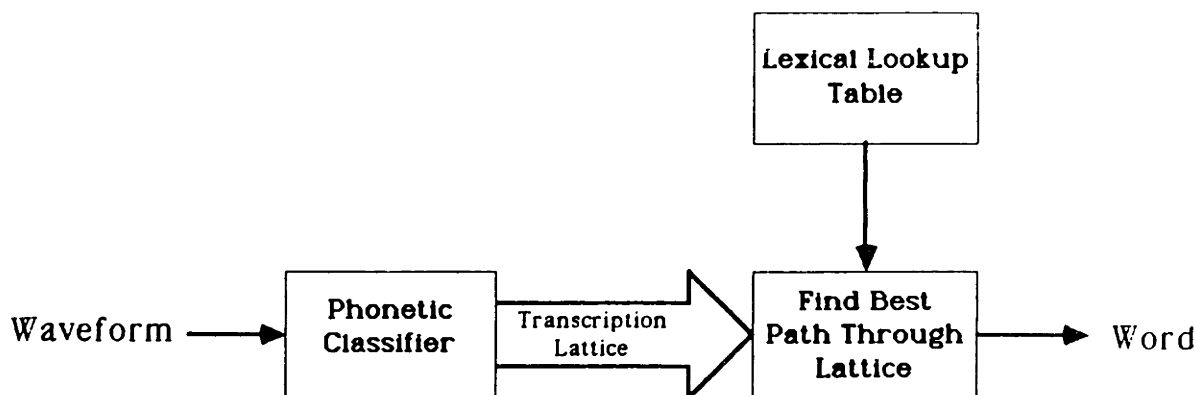 Lexical Lookup
Table
Waveform
Phonetic
Classifier
Transcription
Lattice
Find Best
Path Through
Lattice
Word